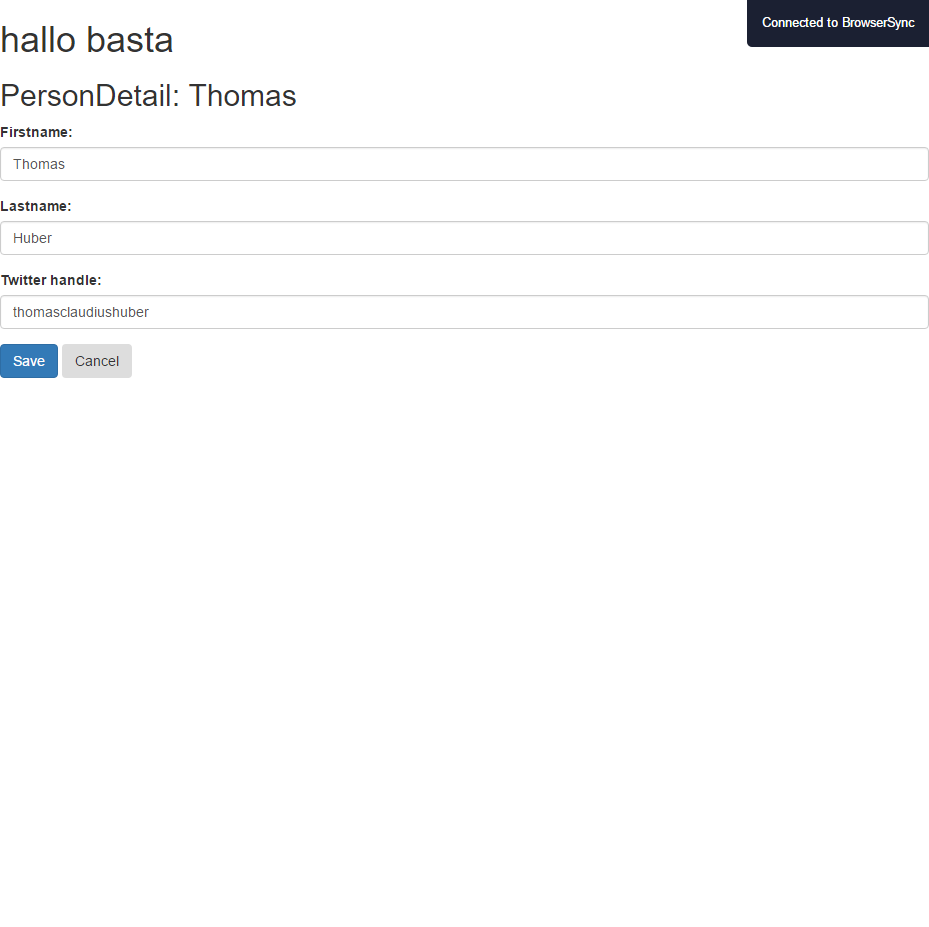 hallo basta
Connected to BrowserSync
PersonDetail: Thomas
Firstname:
Thomas
Lastname:
Huber
Twitter handle:
thomasclaudiushuber
Save Cancel